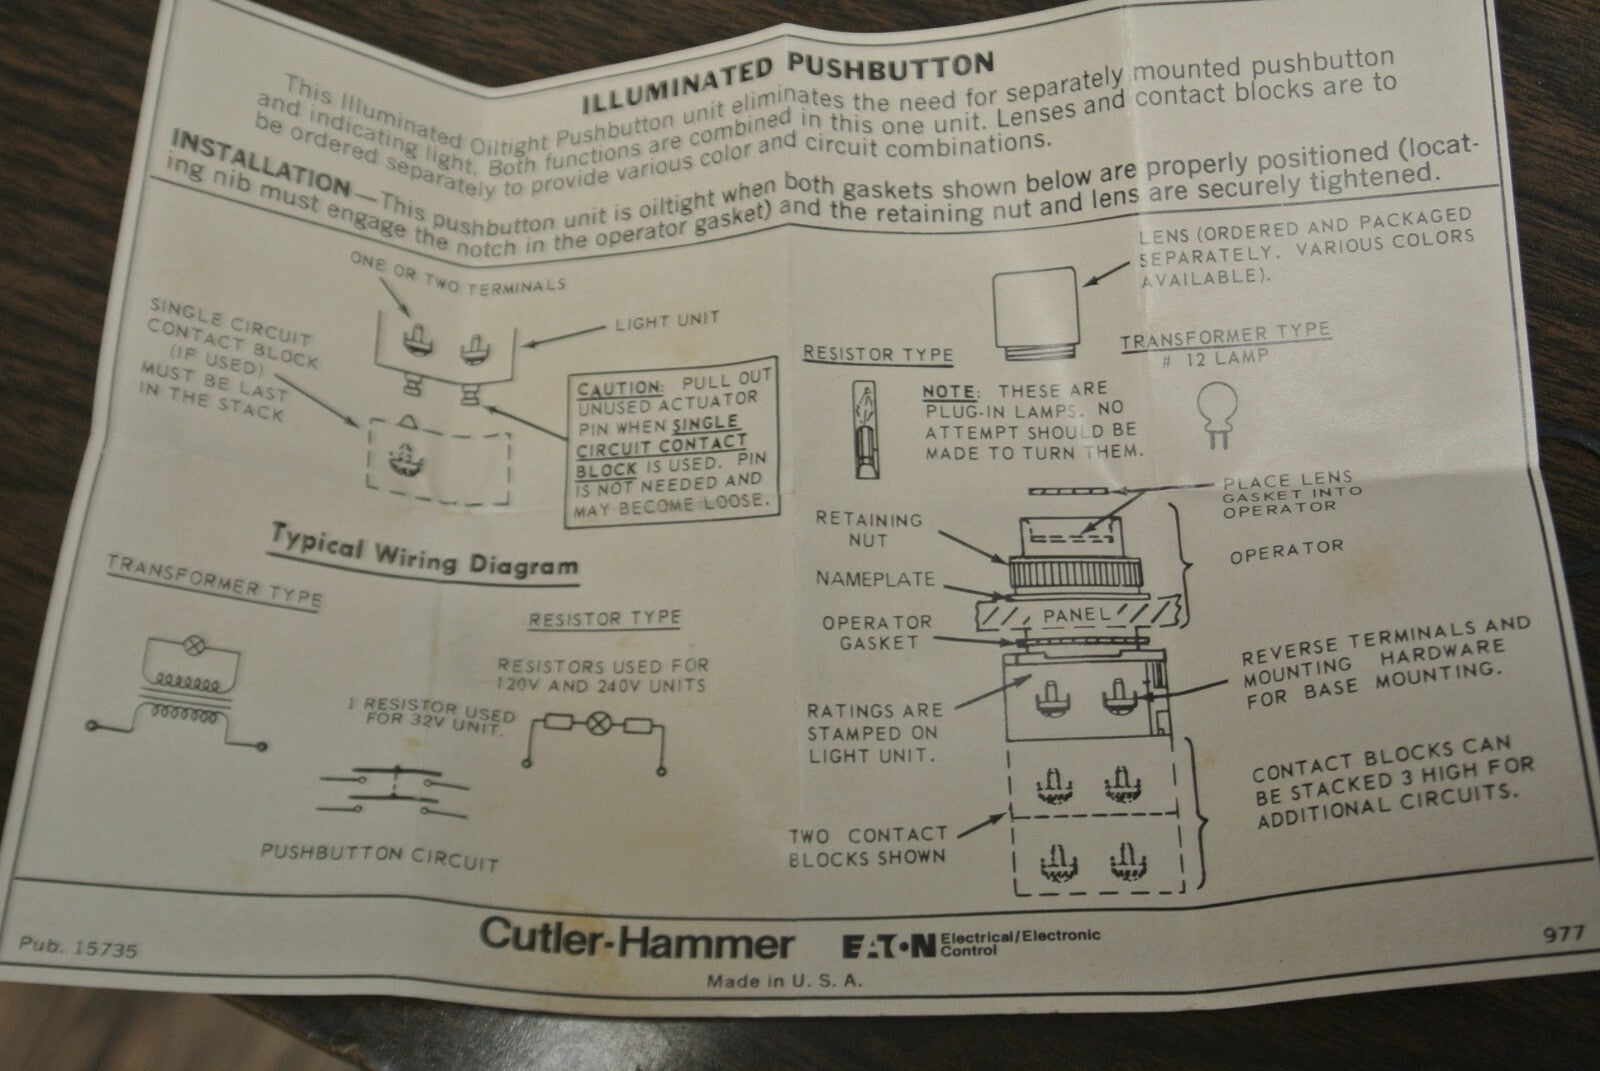 ILLUMINATED PUSHBUTTON
This Illuminated Oiltight Pushbutton unit eliminates the need for separately mounted pushbutton
and indicating light. Both functions are combined in this one unit. Lenses and contact blocks are to
be ordered separately to provide various color and circuit combinations.
INSTALLATION—This pushbutton unit is oiltight when both gaskets shown below are properly positioned (locat-
ing nib must engage the notch in the operator gasket) and the retaining nut and lens are securely tightened.
ONE OR TWO TERMINALS
LIGHT UNIT
SINGLE CIRCUIT
CONTACT BLOCK
(IF USED)
MUST BE LAST
IN THE STACK
CAUTION: PULL OUT
UNUSED ACTUATOR
PIN WHEN SINGLE
CIRCUIT CONTACT
BLOCK IS USED. PIN
IS NOT NEEDED AND
MAY BECOME LOOSE.
Typical Wiring Diagram
TRANSFORMER TYPE
RESISTOR TYPE
RESISTORS USED FOR
120V AND 240V UNITS
1 RESISTOR USED
FOR 32V UNIT.
PUSHBUTTON CIRCUIT
LENS (ORDERED AND PACKAGED
SEPARATELY. VARIOUS COLORS
AVAILABLE).
RESISTOR TYPE
TRANSFORMER TYPE
# 12 LAMP
NOTE: THESE ARE
PLUG-IN LAMPS. NO
ATTEMPT SHOULD BE
MADE TO TURN THEM.
PLACE LENS
GASKET INTO
OPERATOR
RETAINING
NUT
OPERATOR
NAMEPLATE
PANEL
OPERATOR
GASKET
REVERSE TERMINALS AND
MOUNTING HARDWARE
FOR BASE MOUNTING.
RATINGS ARE
STAMPED ON
LIGHT UNIT.
CONTACT BLOCKS CAN
BE STACKED 3 HIGH FOR
ADDITIONAL CIRCUITS.
TWO CONTACT
BLOCKS SHOWN
Pub. 15735
Cutler-Hammer
EATON Electrical/Electronic
Control
977
Made in U. S. A.